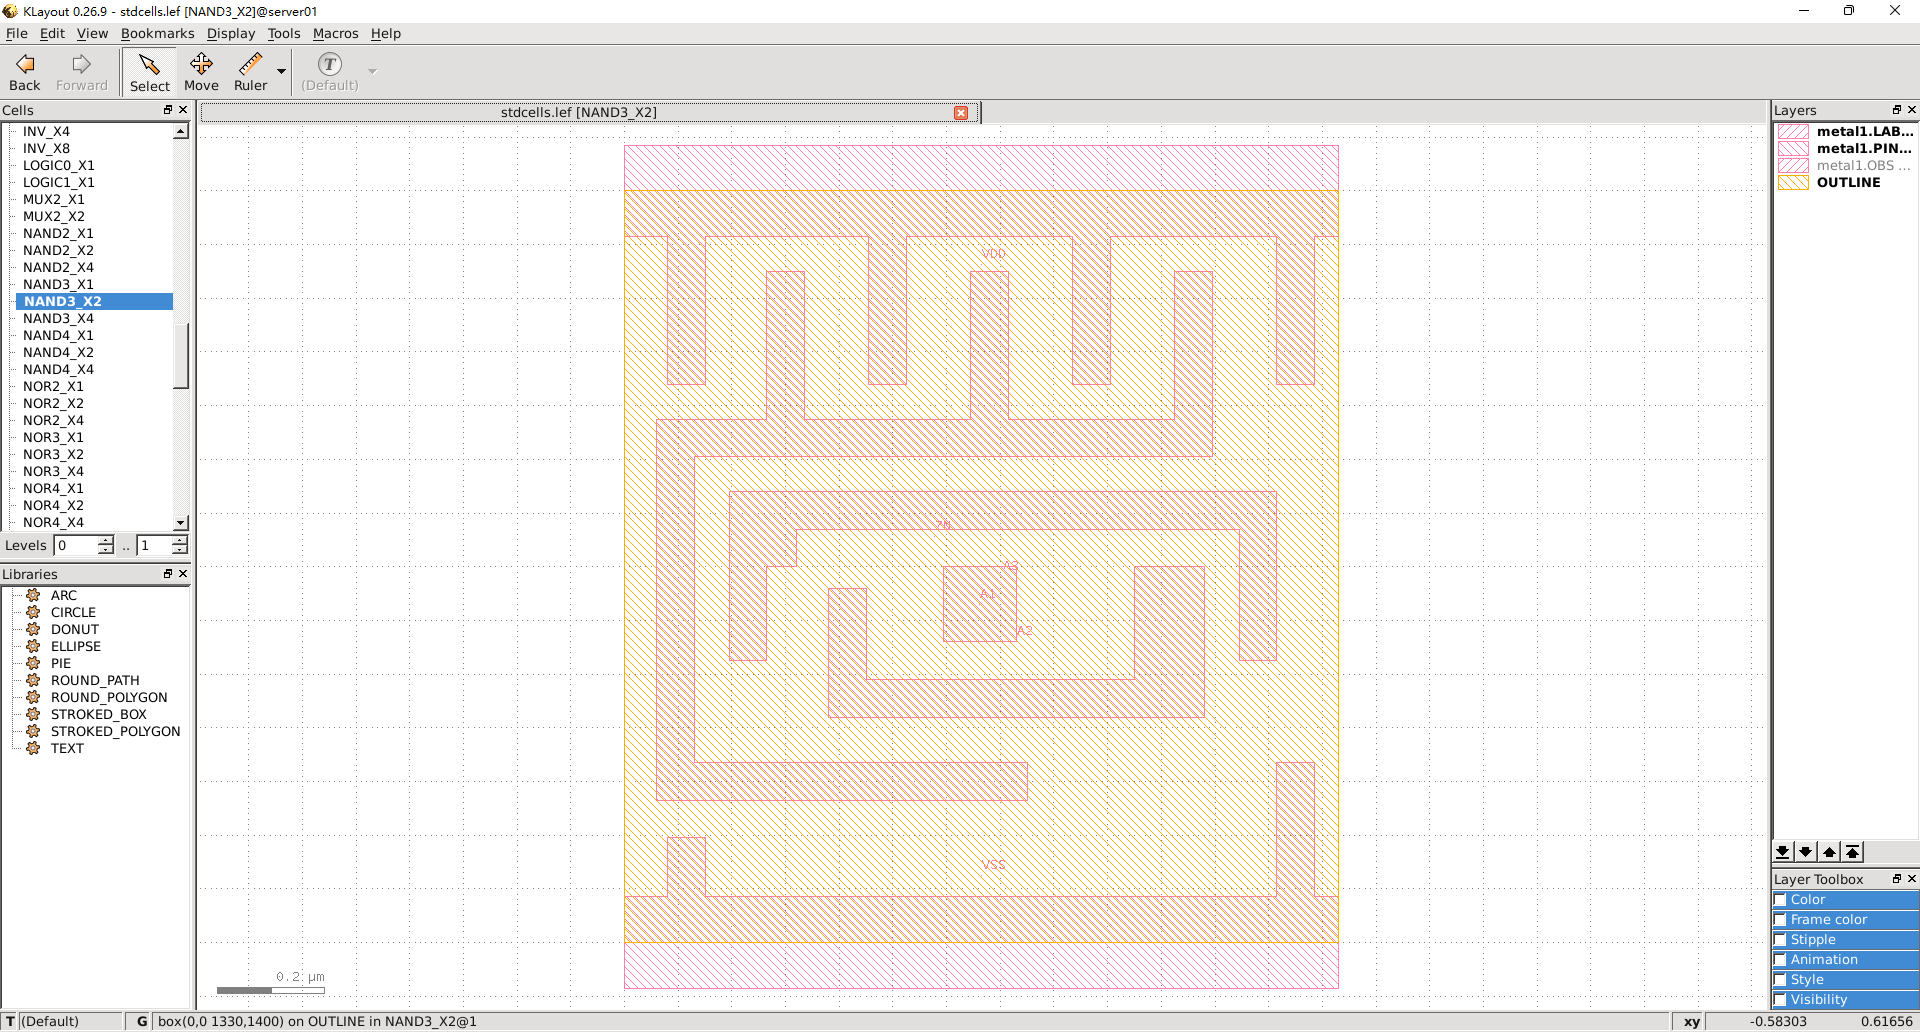 KLayout 0.26.9 - stdcells.lef [NAND3_X2]@server01
File Edit View Bookmarks Display Tools Macros Help
Back Forward Select Move Ruler T (Default)
Cells
INV_X4
INV_X8
LOGIC0_X1
LOGIC1_X1
MUX2_X1
MUX2_X2
NAND2_X1
NAND2_X2
NAND2_X4
NAND3_X1
NAND3_X2
NAND3_X4
NAND4_X1
NAND4_X2
NAND4_X4
NOR2_X1
NOR2_X2
NOR2_X4
NOR3_X1
NOR3_X2
NOR3_X4
NOR4_X1
NOR4_X2
NOR4_X4
Levels 0 .. 1
Libraries
ARC
CIRCLE
DONUT
ELLIPSE
PIE
ROUND_PATH
ROUND_POLYGON
STROKED_BOX
STROKED_POLYGON
TEXT
stdcells.lef [NAND3_X2]
VDD
ZN
A3
A1
A2
VSS
0.2 µm
Layers
metal1.LAB...
metal1.PIN...
metal1.OBS ...
OUTLINE
Layer Toolbox
Color
Frame color
Stipple
Animation
Style
Visibility
T (Default) G box(0,0 1330,1400) on OUTLINE in NAND3_X2@1 xy -0.58303 0.61656